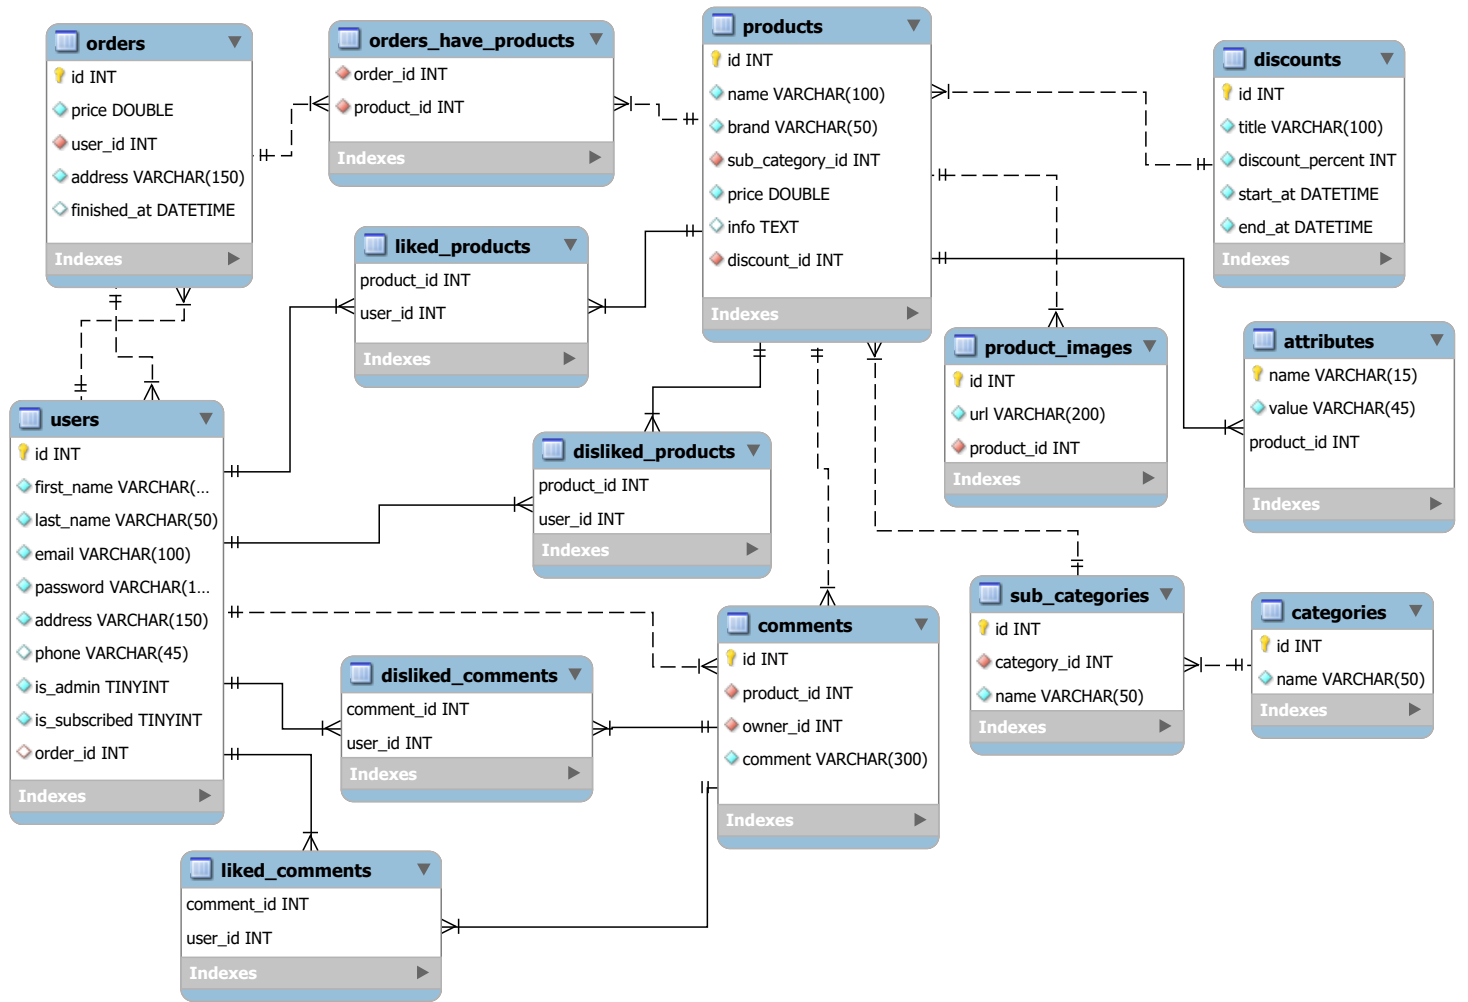 orders
id INT
price DOUBLE
user_id INT
address VARCHAR(150)
finished_at DATETIME
Indexes
orders_have_products
order_id INT
product_id INT
Indexes
products
id INT
name VARCHAR(100)
brand VARCHAR(50)
sub_category_id INT
price DOUBLE
info TEXT
discount_id INT
Indexes
discounts
id INT
title VARCHAR(100)
discount_percent INT
start_at DATETIME
end_at DATETIME
Indexes
liked_products
product_id INT
user_id INT
Indexes
product_images
id INT
url VARCHAR(200)
product_id INT
Indexes
attributes
name VARCHAR(15)
value VARCHAR(45)
product_id INT
Indexes
users
id INT
first_name VARCHAR(...
last_name VARCHAR(50)
email VARCHAR(100)
password VARCHAR(1...
address VARCHAR(150)
phone VARCHAR(45)
is_admin TINYINT
is_subscribed TINYINT
order_id INT
Indexes
disliked_products
product_id INT
user_id INT
Indexes
sub_categories
id INT
category_id INT
name VARCHAR(50)
Indexes
categories
id INT
name VARCHAR(50)
Indexes
comments
id INT
product_id INT
owner_id INT
comment VARCHAR(300)
Indexes
disliked_comments
comment_id INT
user_id INT
Indexes
liked_comments
comment_id INT
user_id INT
Indexes